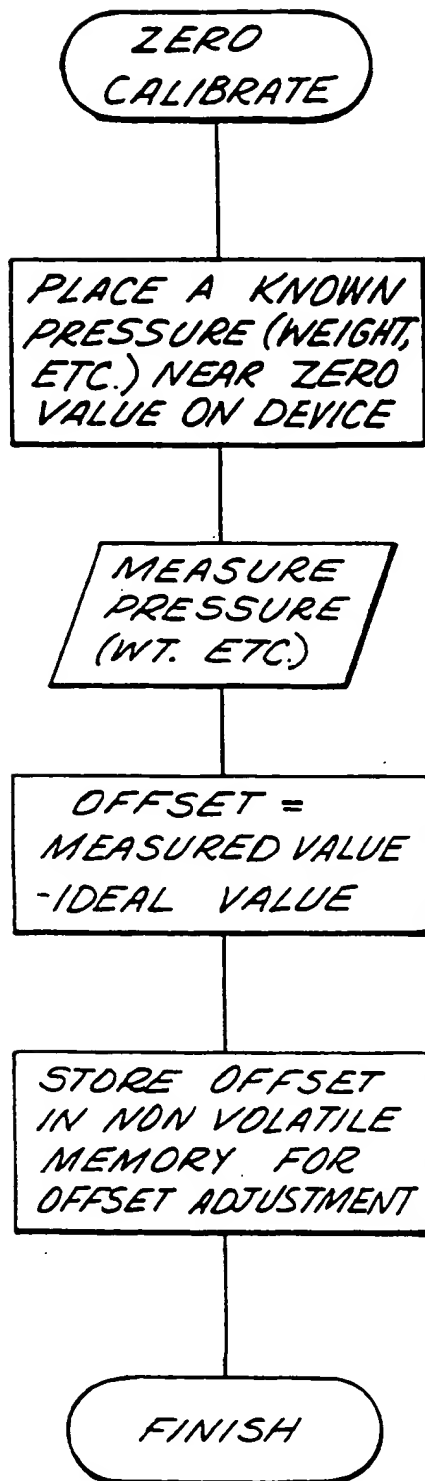 ZERO
CALIBRATE
PLACE A KNOWN
PRESSURE (WEIGHT,
ETC.) NEAR ZERO
VALUE ON DEVICE
MEASURE
PRESSURE
(WT. ETC.)
OFFSET =
MEASURED VALUE
-IDEAL VALUE
STORE OFFSET
IN NON VOLATILE
MEMORY FOR
OFFSET ADJUSTMENT
FINISH